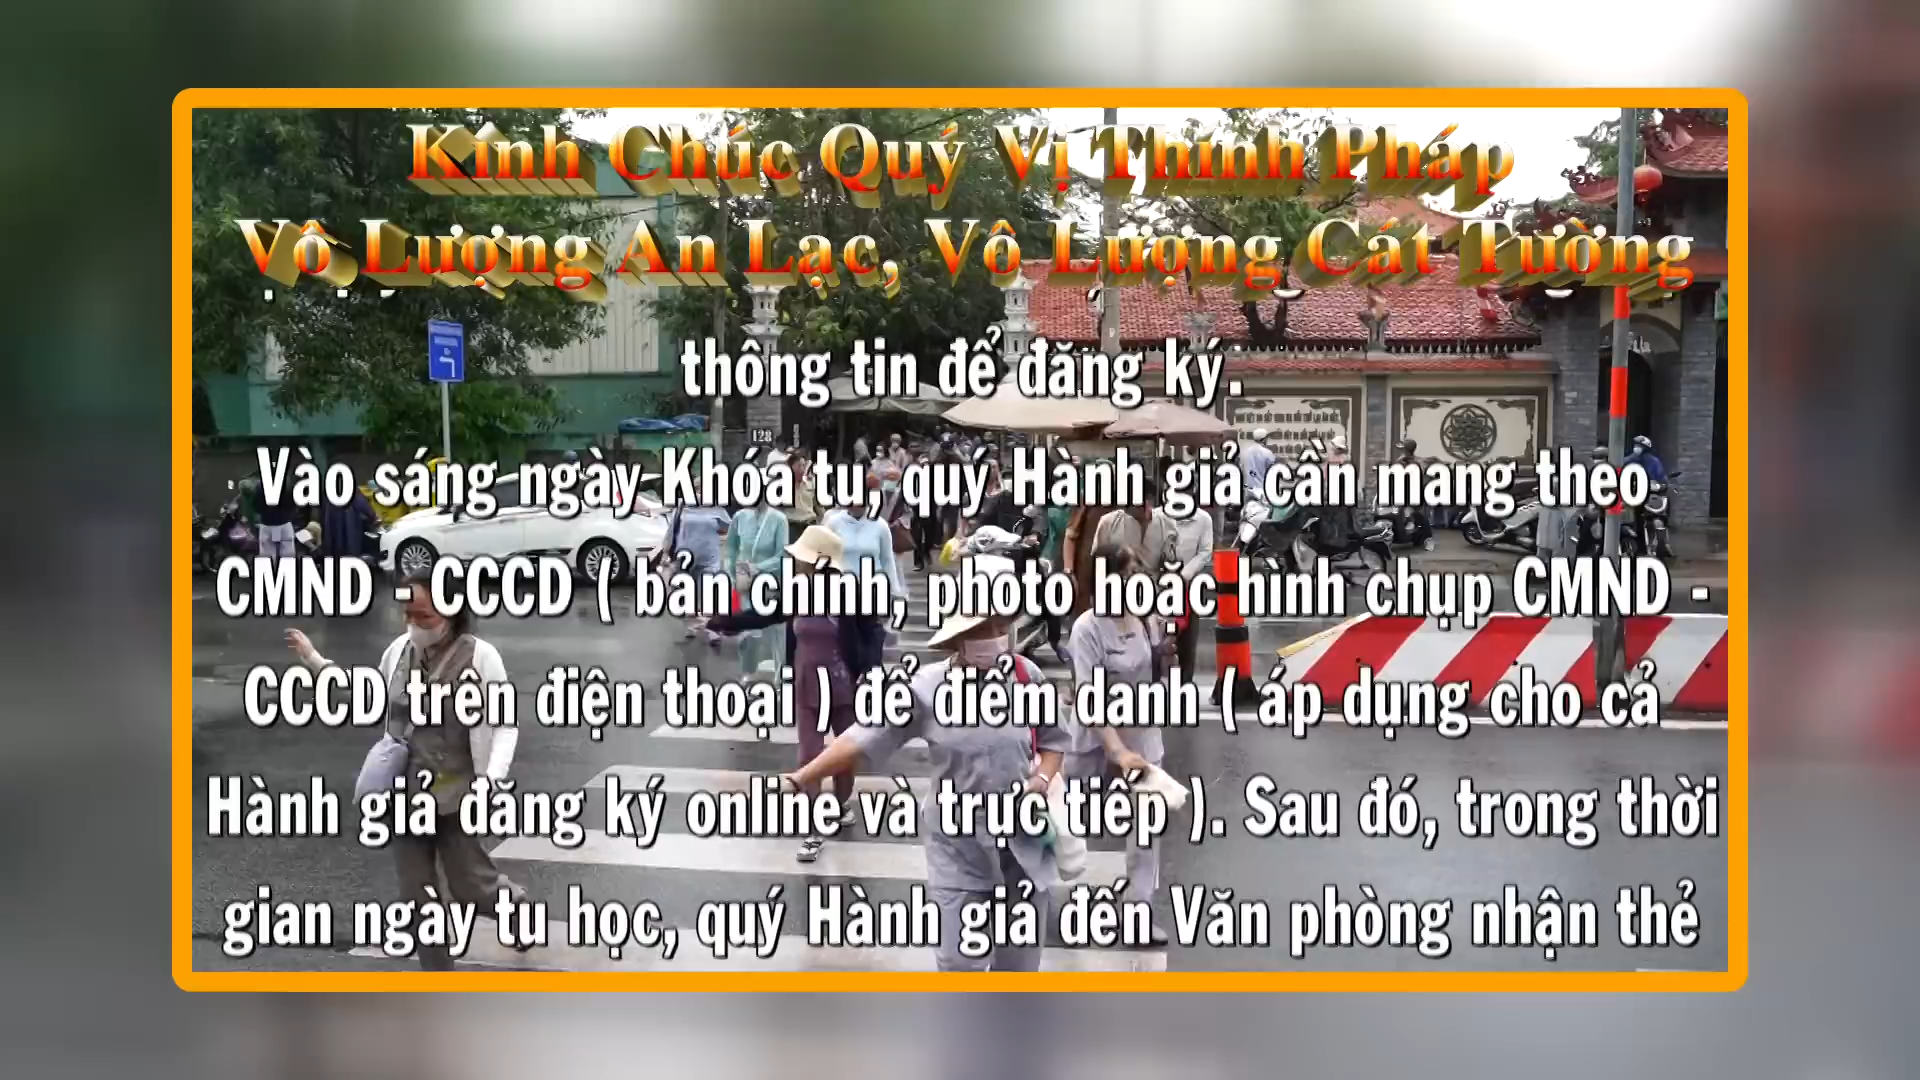 Kính Chúc Quý Vị Thính Pháp
Vô Lượng An Lạc, Vô Lượng Cát Tường
thông tin để đăng ký.
128
Vào sáng ngày Khóa tu, quý Hành giả cần mang theo
CMND - CCCD ( bản chính, photo hoặc hình chụp CMND -
CCCD trên điện thoại ) để điểm danh ( áp dụng cho cả
Hành giả đăng ký online và trực tiếp ). Sau đó, trong thời
gian ngày tu học, quý Hành giả đến Văn phòng nhận thẻ